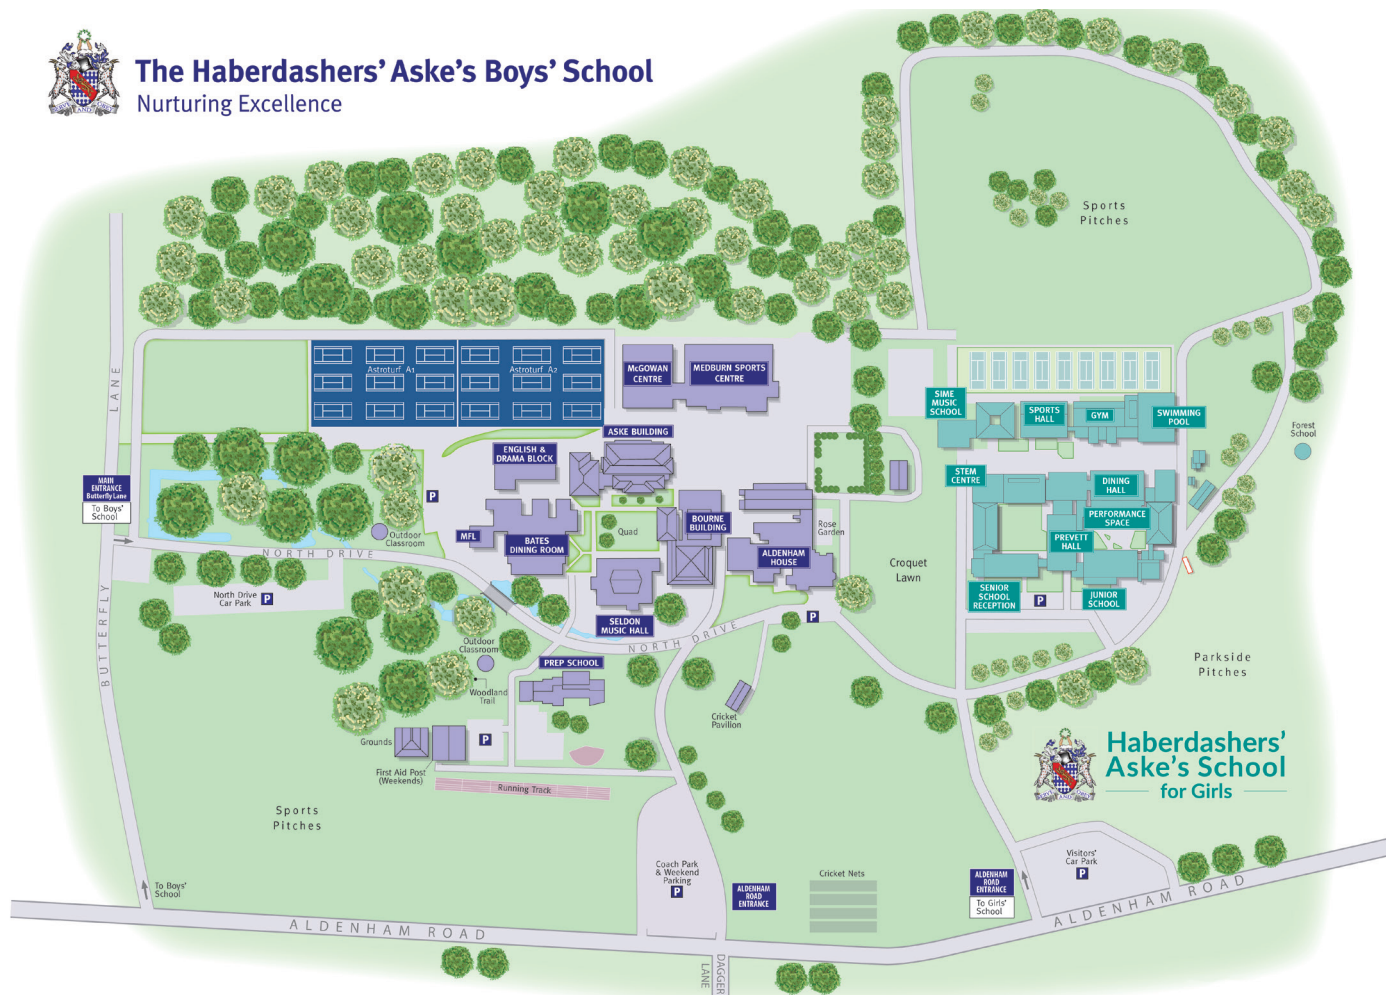 The Haberdashers' Aske's Boys' School
Nurturing Excellence
Sports
Pitches
BUTTERFLY LANE
Astroturf A1
Astroturf A2
McGOWAN
CENTRE
MEDBURN SPORTS
CENTRE
SIME
MUSIC
SCHOOL
SPORTS
HALL
GYM
SWIMMING
POOL
ASKE BUILDING
ENGLISH &
DRAMA BLOCK
Forest
School
MAIN
ENTRANCE
Butterfly Lane
To Boys'
School
P
STEM
CENTRE
DINING
HALL
PERFORMANCE
SPACE
PREVETT
HALL
Outdoor
Classroom
MFL
BATES
DINING ROOM
Quad
BOURNE
BUILDING
Rose
Garden
ALDENHAM
HOUSE
Croquet
Lawn
NORTH DRIVE
North Drive
Car Park
P
SENIOR
SCHOOL
RECEPTION
P
JUNIOR
SCHOOL
SELDON
MUSIC HALL
NORTH DRIVE
P
Outdoor
Classroom
PREP SCHOOL
Parkside
Pitches
Woodland
Trail
Cricket
Pavilion
Grounds
P
First Aid Post
(Weekends)
Running Track
Haberdashers'
Aske's School
for Girls
Sports
Pitches
Coach Park
& Weekend
Parking
P
Cricket Nets
Visitors'
Car Park
P
To Boys'
School
ALDENHAM
ROAD
ENTRANCE
ALDENHAM
ROAD
ENTRANCE
To Girls'
School
ALDENHAM ROAD
ALDENHAM ROAD
DAGGER
LANE